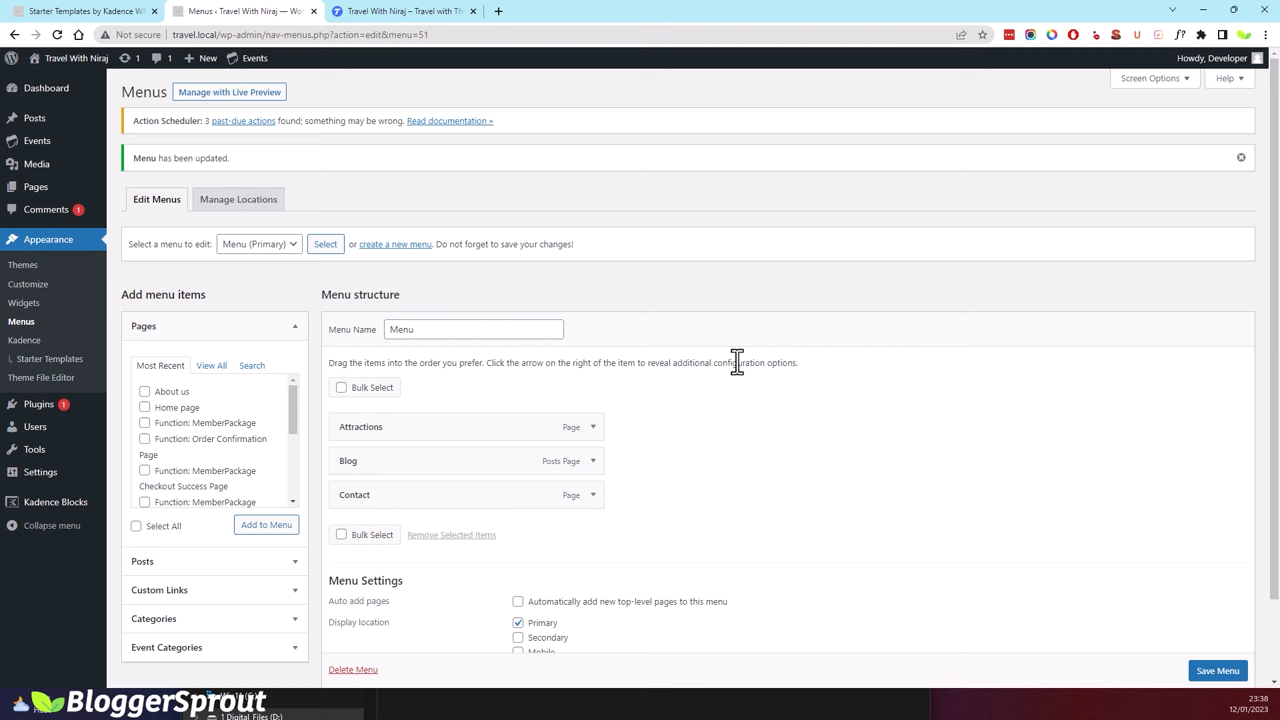 Starter Templates by Kadence WP
Menus ‹ Travel With Niraj — Wor
Travel With Niraj – Travel with Th
Not secure
travel.local/wp-admin/nav-menus.php?action=edit&menu=51
Travel With Niraj
1
1
New
Events
Howdy, Developer
Dashboard
Posts
Events
Media
Pages
Comments 1
Appearance
Themes
Customize
Widgets
Menus
Kadence
Starter Templates
Theme File Editor
Plugins 1
Users
Tools
Settings
Kadence Blocks
Collapse menu
Screen Options
Help
Menus
Manage with Live Preview
Action Scheduler: 3 past-due actions found; something may be wrong. Read documentation »
Menu has been updated.
Edit Menus
Manage Locations
Select a menu to edit: Menu (Primary) Select or create a new menu. Do not forget to save your changes!
Add menu items
Pages
Most Recent
View All
Search
About us
Home page
Function: MemberPackage
Function: Order Confirmation
Page
Function: MemberPackage
Checkout Success Page
Function: MemberPackage
Select All
Add to Menu
Posts
Custom Links
Categories
Event Categories
Menu structure
Menu Name Menu
Drag the items into the order you prefer. Click the arrow on the right of the item to reveal additional configuration options.
Bulk Select
Attractions Page
Blog Posts Page
Contact Page
Bulk Select
Remove Selected Items
Menu Settings
Auto add pages
Automatically add new top-level pages to this menu
Display location
Primary
Secondary
Mobile
Delete Menu
Save Menu
BloggerSprout
1 Digital Files (D:)
23:38
12/01/2023